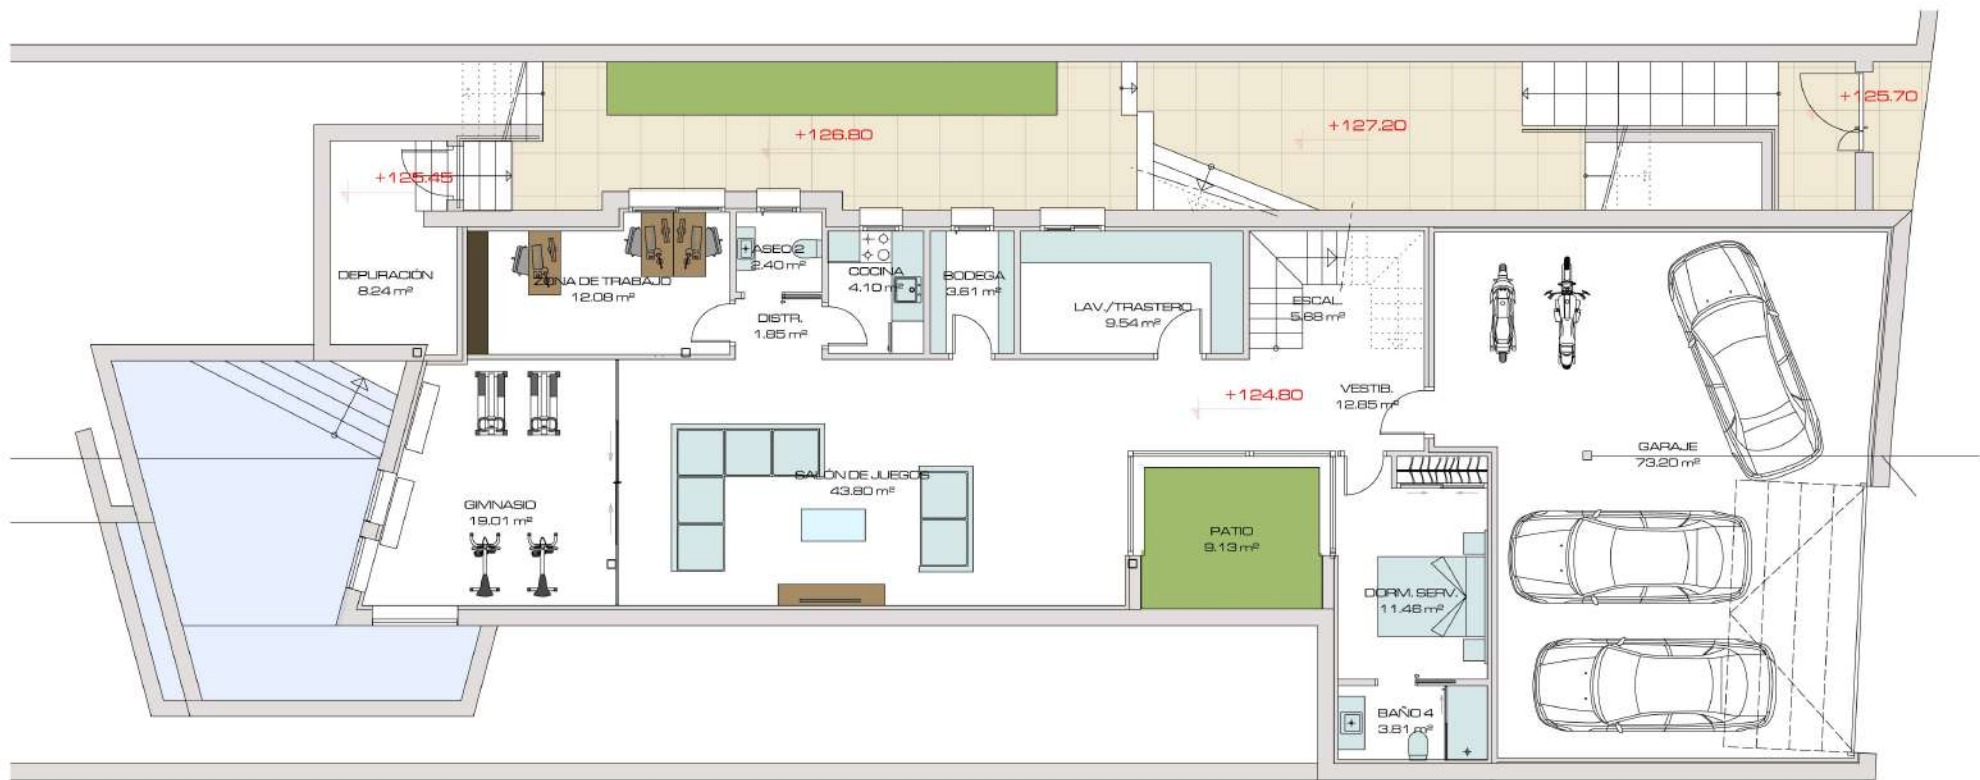 +125.70
+127.20
+126.80
+125.45
DEPURACIÓN
8.24 m²
ZONA DE TRABAJO
12.08 m²
ASEO 2
2.40 m²
DISTR.
1.85 m²
COCINA
4.10 m²
BODEGA
3.61 m²
LAV./TRASTERO
9.54 m²
ESCAL.
5.68 m²
+124.80
VESTIB.
12.85 m²
GARAJE
73.20 m²
GIMNASIO
19.01 m²
SALÓN DE JUEGOS
43.80 m²
PATIO
9.13 m²
DORM. SERV.
11.46 m²
BAÑO 4
3.81 m²